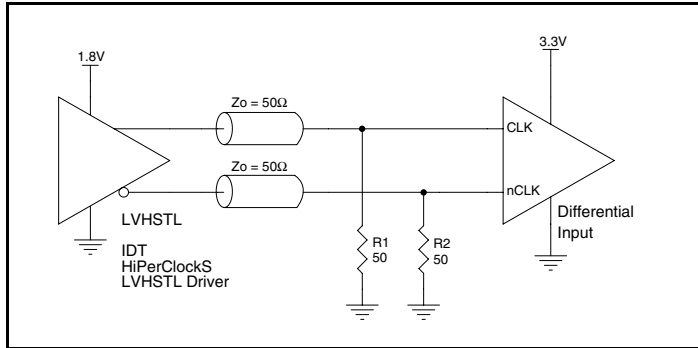 1.8V
3.3V
Zo = 50Ω
CLK
Zo = 50Ω
nCLK
LVHSTL
Differential
Input
IDT
HiPerClockS
LVHSTL Driver
R1
50
R2
50